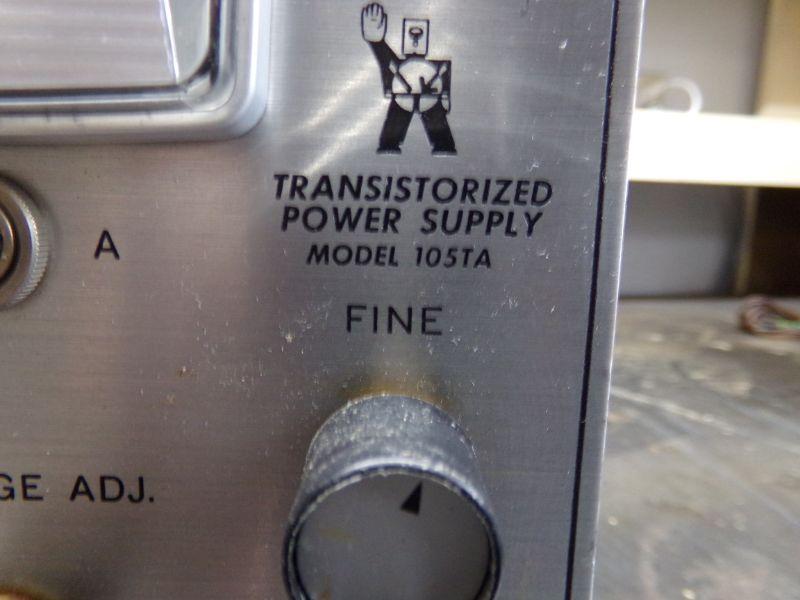 TRANSISTORIZED
POWER SUPPLY
MODEL 105TA
A
FINE
GE ADJ.